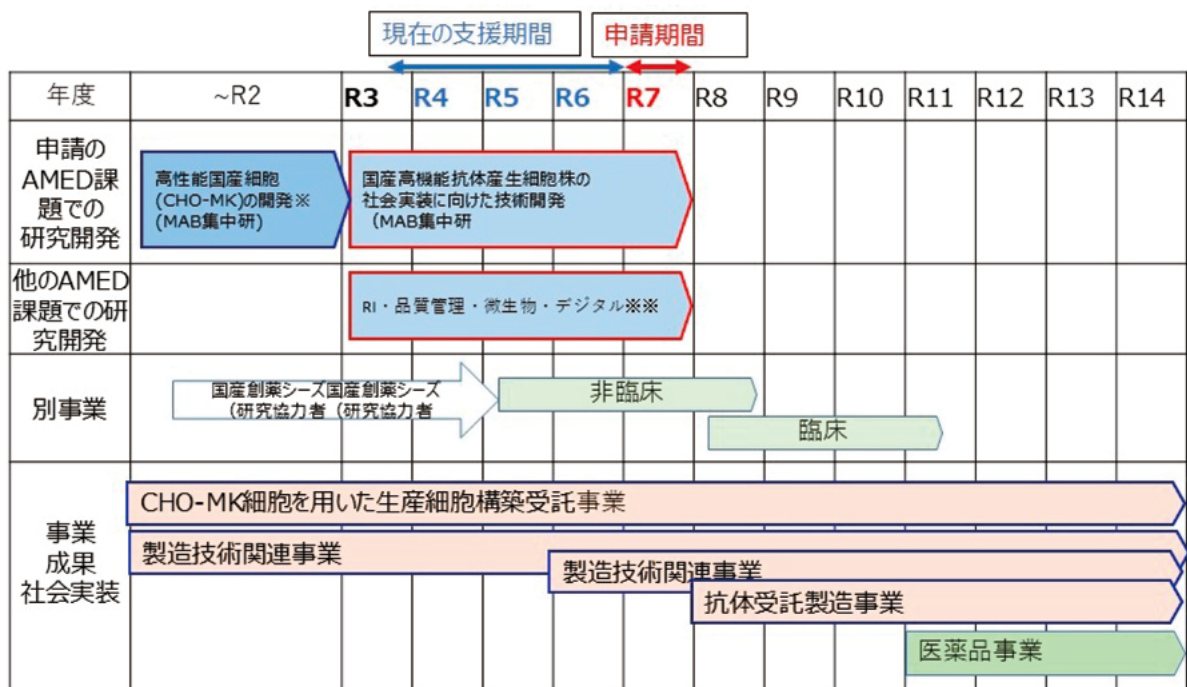 現在の支援期間 申請期間
年度 ~R2 R3 R4 R5 R6 R7 R8 R9 R10 R11 R12 R13 R14
申請の
AMED課
題での
研究開発
高性能国産細胞
(CHO-MK)の開発※
(MAB集中研)
国産高機能抗体産生細胞株の
社会実装に向けた技術開発
（MAB集中研
他のAMED
課題での研
究開発
RI・品質管理・微生物・デジタル※※
別事業
国産創薬シーズ国産創薬シーズ
（研究協力者（研究協力者
非臨床
臨床
事業
成果
社会実装
CHO-MK細胞を用いた生産細胞構築受託事業
製造技術関連事業
製造技術関連事業
抗体受託製造事業
医薬品事業